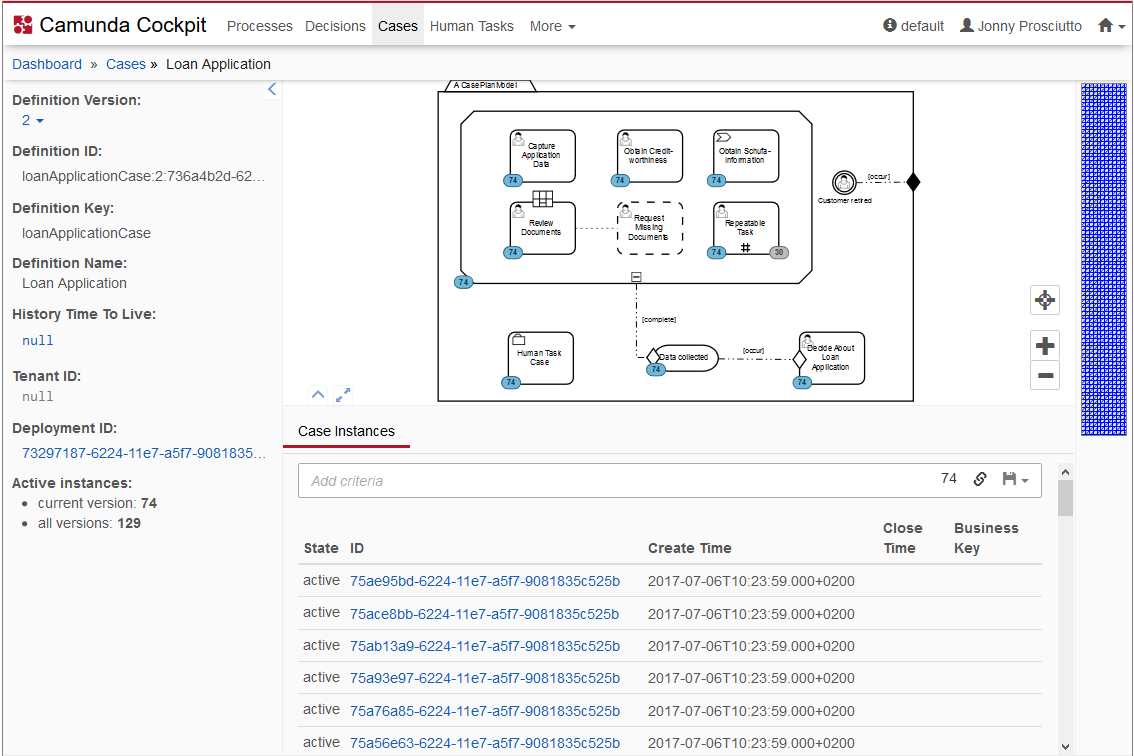 Camunda Cockpit Processes Decisions Cases Human Tasks More default Jonny Prosciutto
Dashboard » Cases » Loan Application
Definition Version:
2
Definition ID:
loanApplicationCase:2:736a4b2d-62...
Definition Key:
loanApplicationCase
Definition Name:
Loan Application
History Time To Live:
null
Tenant ID:
null
Deployment ID:
73297187-6224-11e7-a5f7-9081835...
Active instances:
current version: 74
all versions: 129
A CasePlanModel
Capture
Application
Data
74
Obtain Credit-
worthiness
74
Obtain Schufa-
Information
74
Review
Documents
74
Request
Missing
Documents
Repeatable
Task
74
30
74
[occur]
Customer retired
[complete]
Human Task
Case
74
Data collected
74
[occur]
Decide About
Loan
Application
74
Case Instances
Add criteria 74
State ID Create Time Close Time Business Key
active 75ae95bd-6224-11e7-a5f7-9081835c525b 2017-07-06T10:23:59.000+0200
active 75ace8bb-6224-11e7-a5f7-9081835c525b 2017-07-06T10:23:59.000+0200
active 75ab13a9-6224-11e7-a5f7-9081835c525b 2017-07-06T10:23:59.000+0200
active 75a93e97-6224-11e7-a5f7-9081835c525b 2017-07-06T10:23:59.000+0200
active 75a76a85-6224-11e7-a5f7-9081835c525b 2017-07-06T10:23:59.000+0200
active 75a56e63-6224-11e7-a5f7-9081835c525b 2017-07-06T10:23:59.000+0200